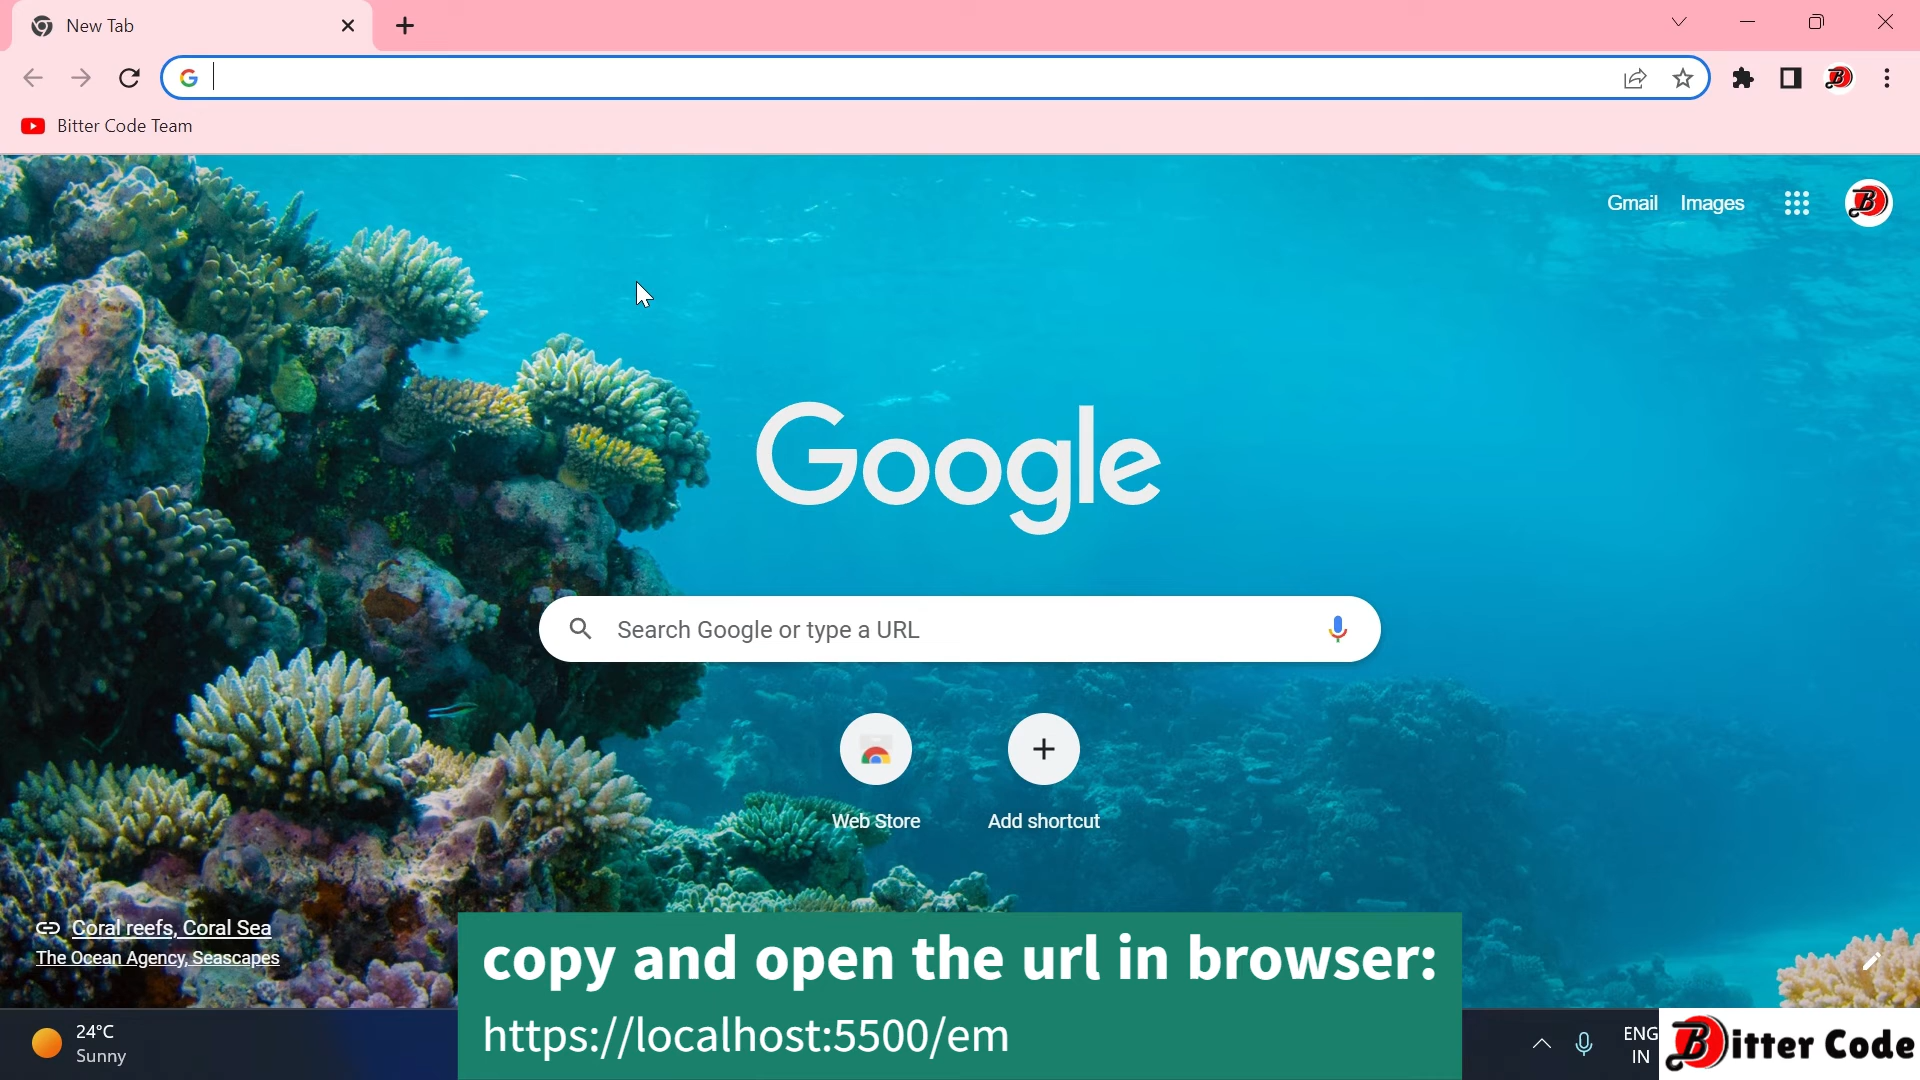 New Tab
Bitter Code Team
Gmail Images
Google
Search Google or type a URL
Web Store
Add shortcut
Coral reefs, Coral Sea
The Ocean Agency, Seascapes
copy and open the url in browser:
https://localhost:5500/em
24°C
Sunny
ENG
IN
Bitter Code